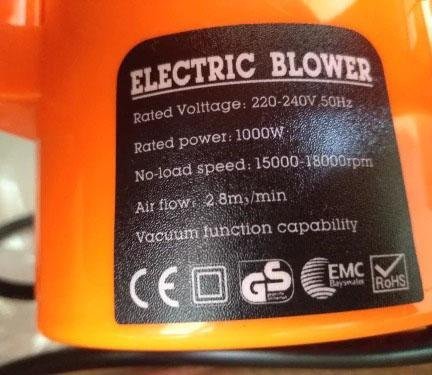 ELECTRIC BLOWER
Rated Volttage: 220-240V,50Hz
Rated power: 1000W
No-load speed: 15000-18000rpm
Air flow: 2.8m₃/min
Vacuum function capability
CE GS EMC RoHS